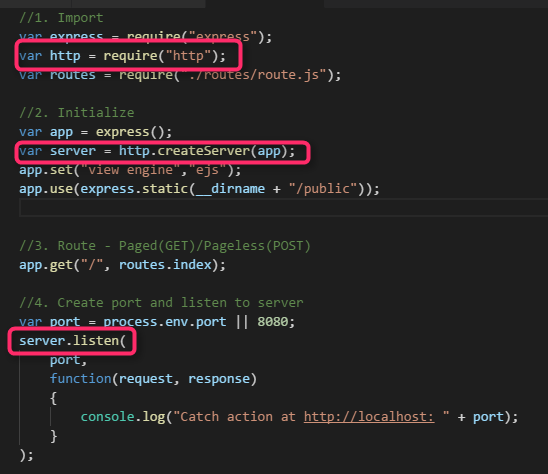 //1. Import
var express = require("express");
var http = require("http");
var routes = require("./routes/route.js");
//2. Initialize
var app = express();
var server = http.createServer(app);
app.set("view engine","ejs");
app.use(express.static(__dirname + "/public"));
//3. Route - Paged(GET)/Pageless(POST)
app.get("/", routes.index);
//4. Create port and listen to server
var port = process.env.port || 8080;
server.listen(
port,
function(request, response)
{
console.log("Catch action at http://localhost: " + port);
}
);